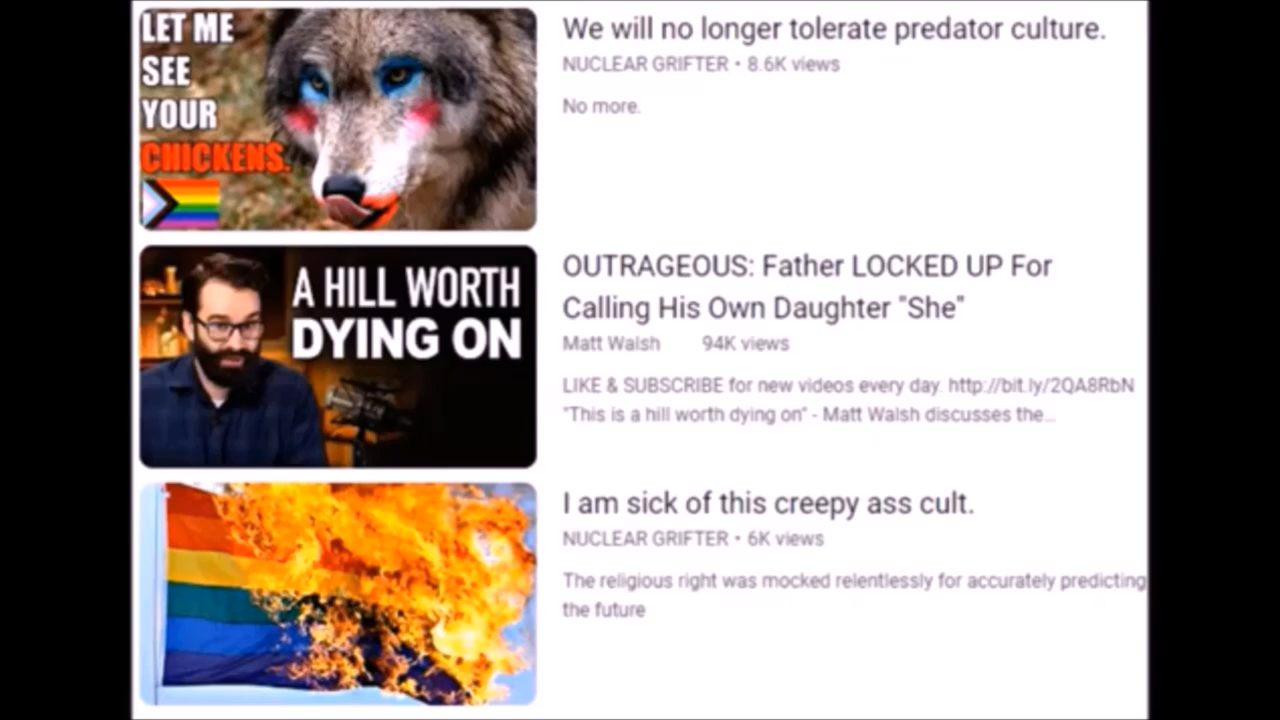 LET ME
SEE
YOUR
CHICKENS.
We will no longer tolerate predator culture.
NUCLEAR GRIFTER • 8.6K views
No more.
A HILL WORTH
DYING ON
OUTRAGEOUS: Father LOCKED UP For
Calling His Own Daughter "She"
Matt Walsh 94K views
LIKE & SUBSCRIBE for new videos every day. http://bit.ly/2QA8RbN
"This is a hill worth dying on" - Matt Walsh discusses the...
I am sick of this creepy ass cult.
NUCLEAR GRIFTER • 6K views
The religious right was mocked relentlessly for accurately predicting
the future